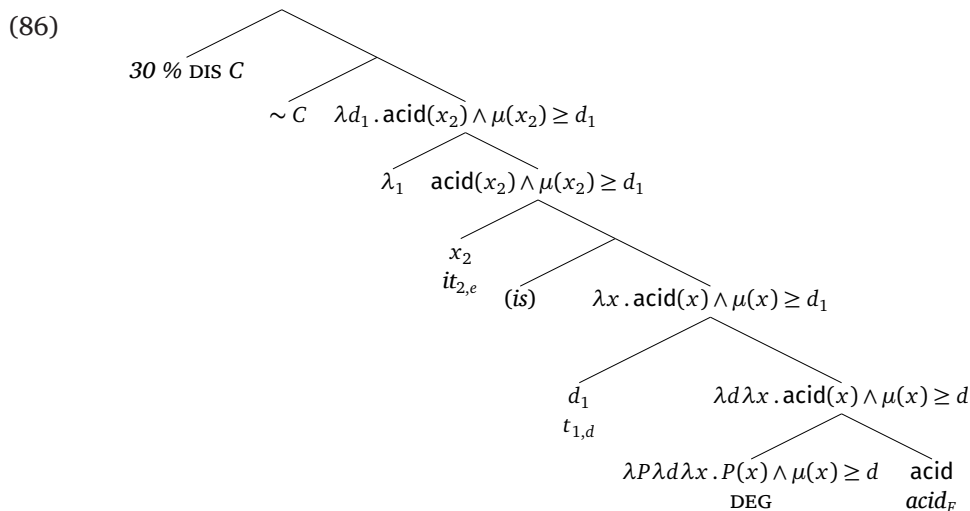 (86)
30 % DIS C
∼ C λd₁ . acid(x₂) ∧ μ(x₂) ≥ d₁
λ₁ acid(x₂) ∧ μ(x₂) ≥ d₁
x₂
it₂,ₑ
(is) λx . acid(x) ∧ μ(x) ≥ d₁
d₁ λdλx . acid(x) ∧ μ(x) ≥ d
t₁,d
λPλdλx . P(x) ∧ μ(x) ≥ d acid
DEG acid_F